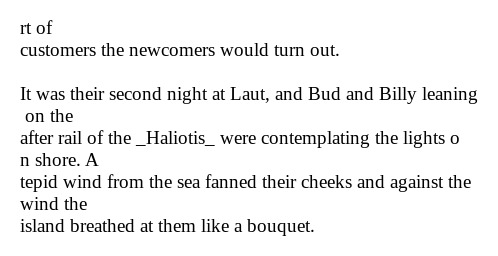 rt of
customers the newcomers would turn out.

It was their second night at Laut, and Bud and Billy leaning
on the
after rail of the _Haliotis_ were contemplating the lights o
n shore. A
tepid wind from the sea fanned their cheeks and against the
wind the
island breathed at them like a bouquet.